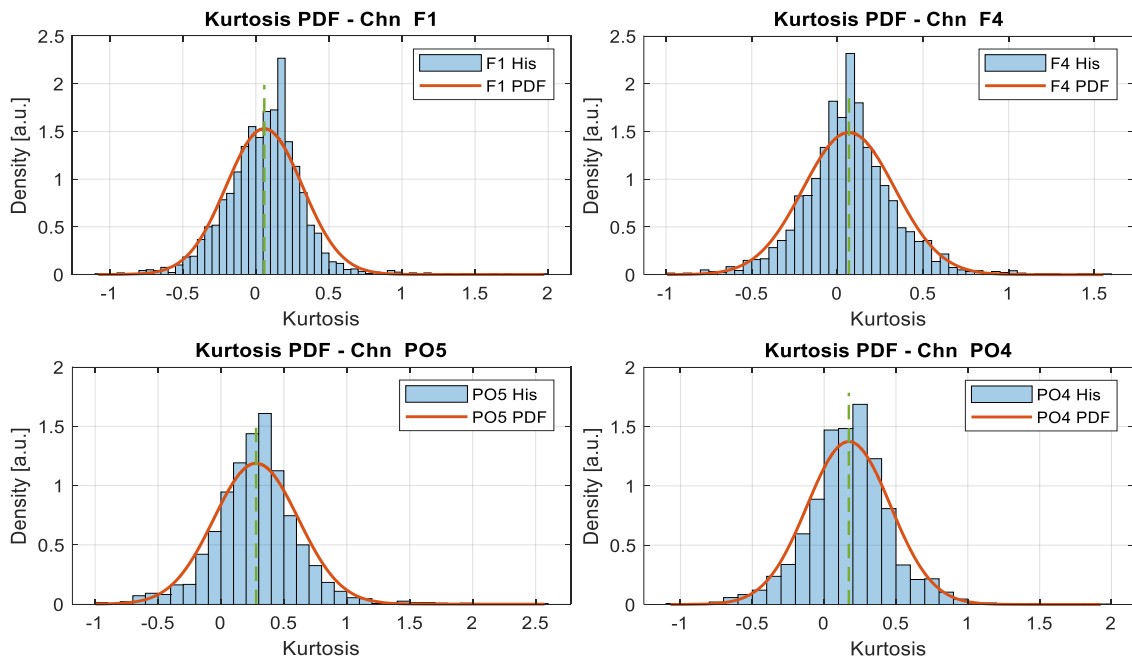 Kurtosis PDF - Chn F1
2.5
2
1.5
1
0.5
0
Density [a.u.]
F1 His
F1 PDF
-1 -0.5 0 0.5 1 1.5 2
Kurtosis
Kurtosis PDF - Chn F4
2.5
2
1.5
1
0.5
0
Density [a.u.]
F4 His
F4 PDF
-1 -0.5 0 0.5 1 1.5
Kurtosis
Kurtosis PDF - Chn PO5
2
1.5
1
0.5
0
Density [a.u.]
PO5 His
PO5 PDF
-1 -0.5 0 0.5 1 1.5 2 2.5
Kurtosis
Kurtosis PDF - Chn PO4
2
1.5
1
0.5
0
Density [a.u.]
PO4 His
PO4 PDF
-1 -0.5 0 0.5 1 1.5 2
Kurtosis